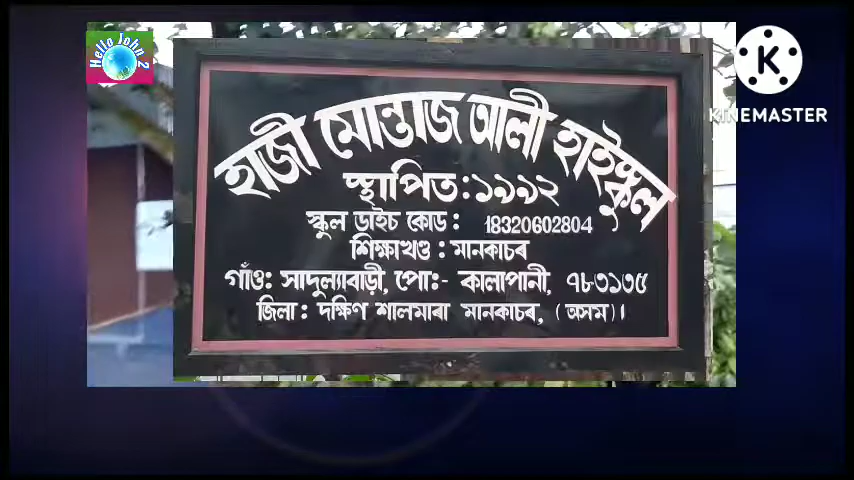 Hello John 2
KINEMASTER
হাজী মোন্তাজ আলী হাইস্কুল
স্থাপিত: ১৯৯২
স্কুল ডাইচ কোড: 18320602804
শিক্ষাখণ্ড : মানকাচৰ
গাঁও: সাদুল্যাবাড়ী, পো:- কালাপানী, ৭৮৩১৩৫
জিলা: দক্ষিণ শালমাৰা মানকাচৰ, (অসম)।